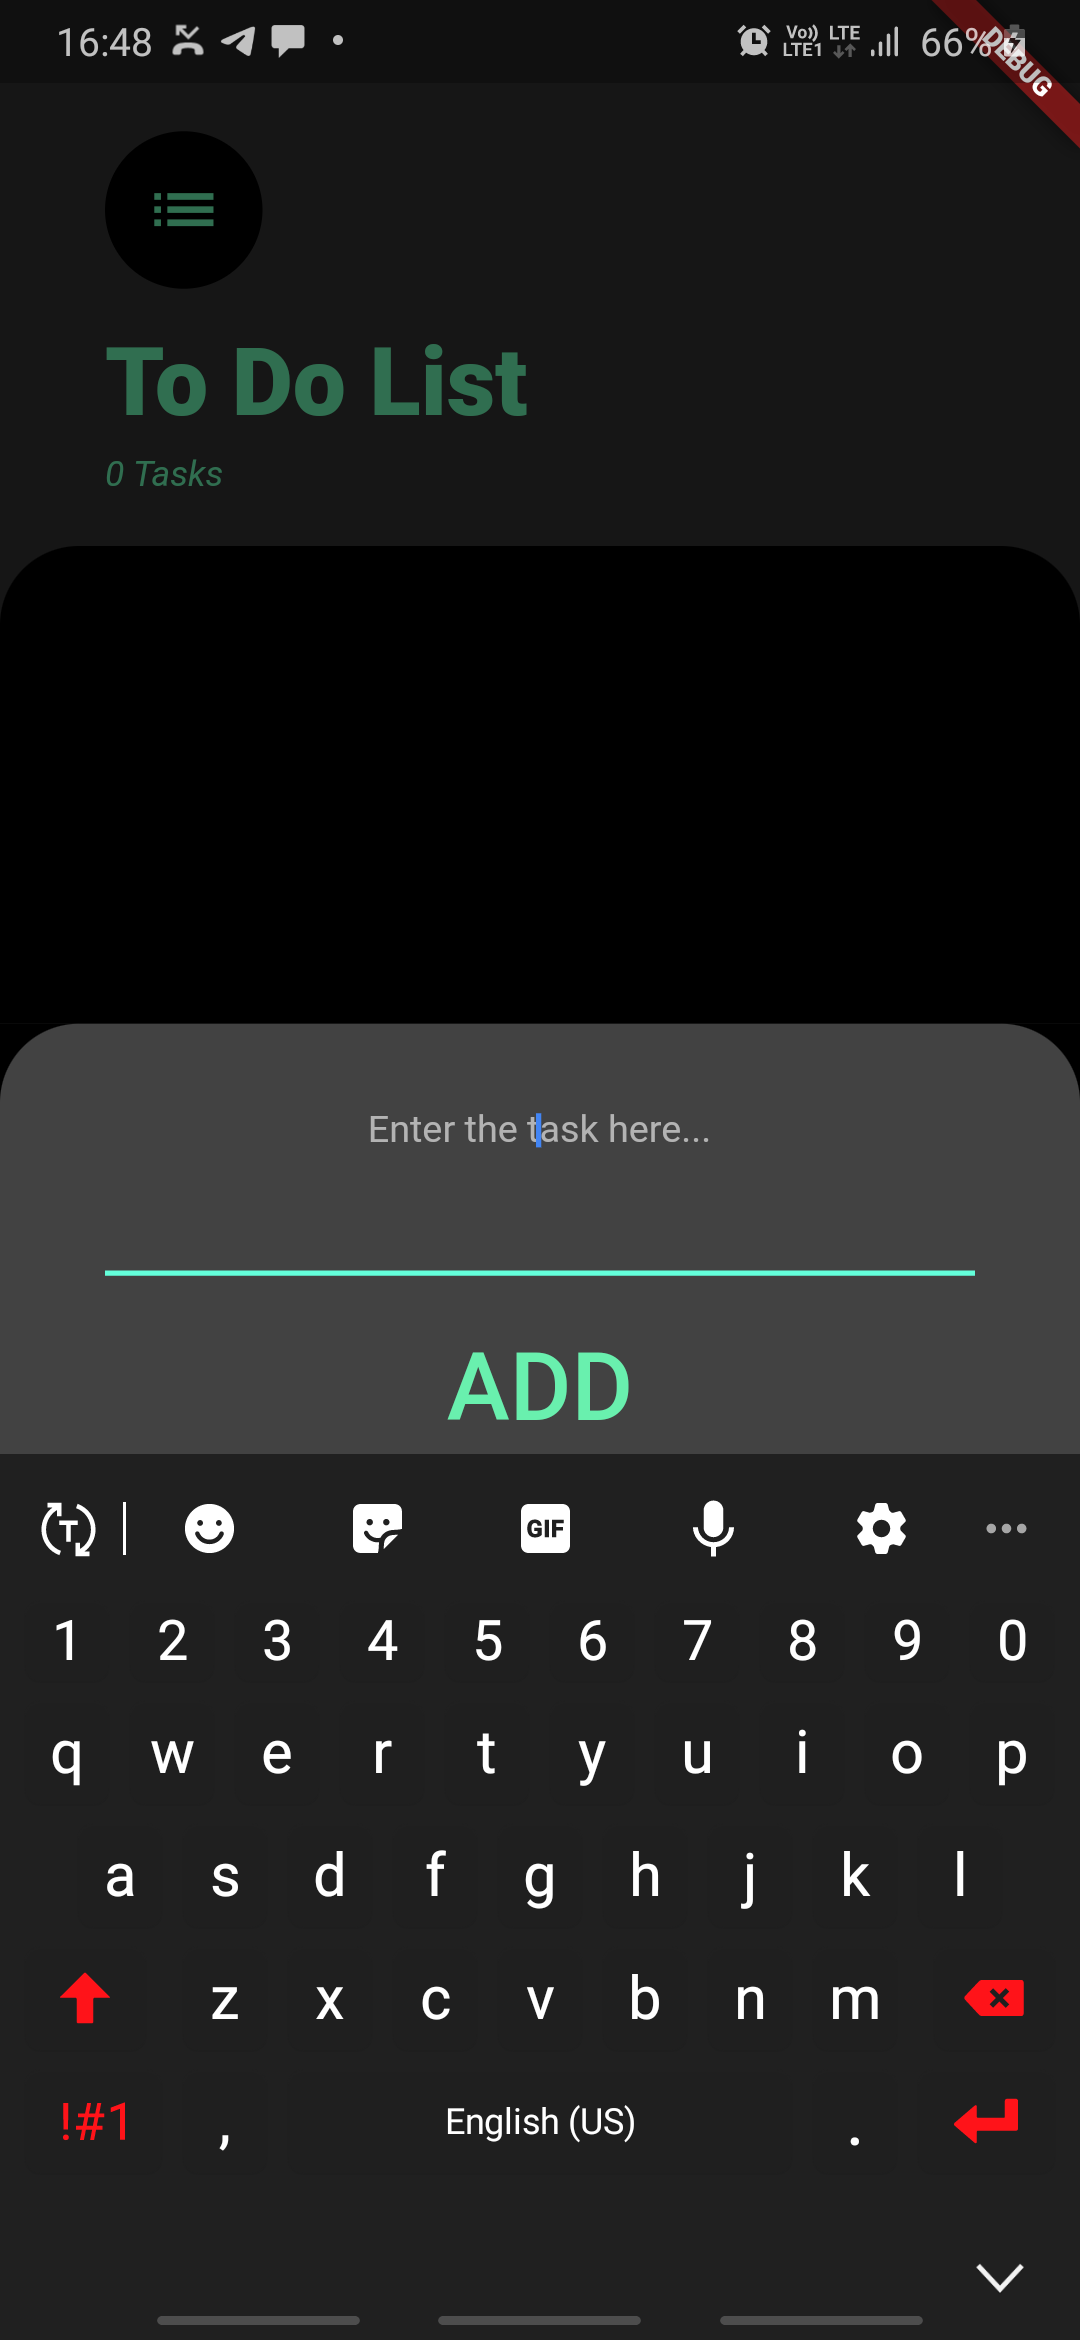 16:48
Vo)) LTE
LTE1
66%
DEBUG
To Do List
0 Tasks
Enter the task here...
ADD
T
GIF
1 2 3 4 5 6 7 8 9 0
q w e r t y u i o p
a s d f g h j k l
z x c v b n m
!#1 , English (US) .